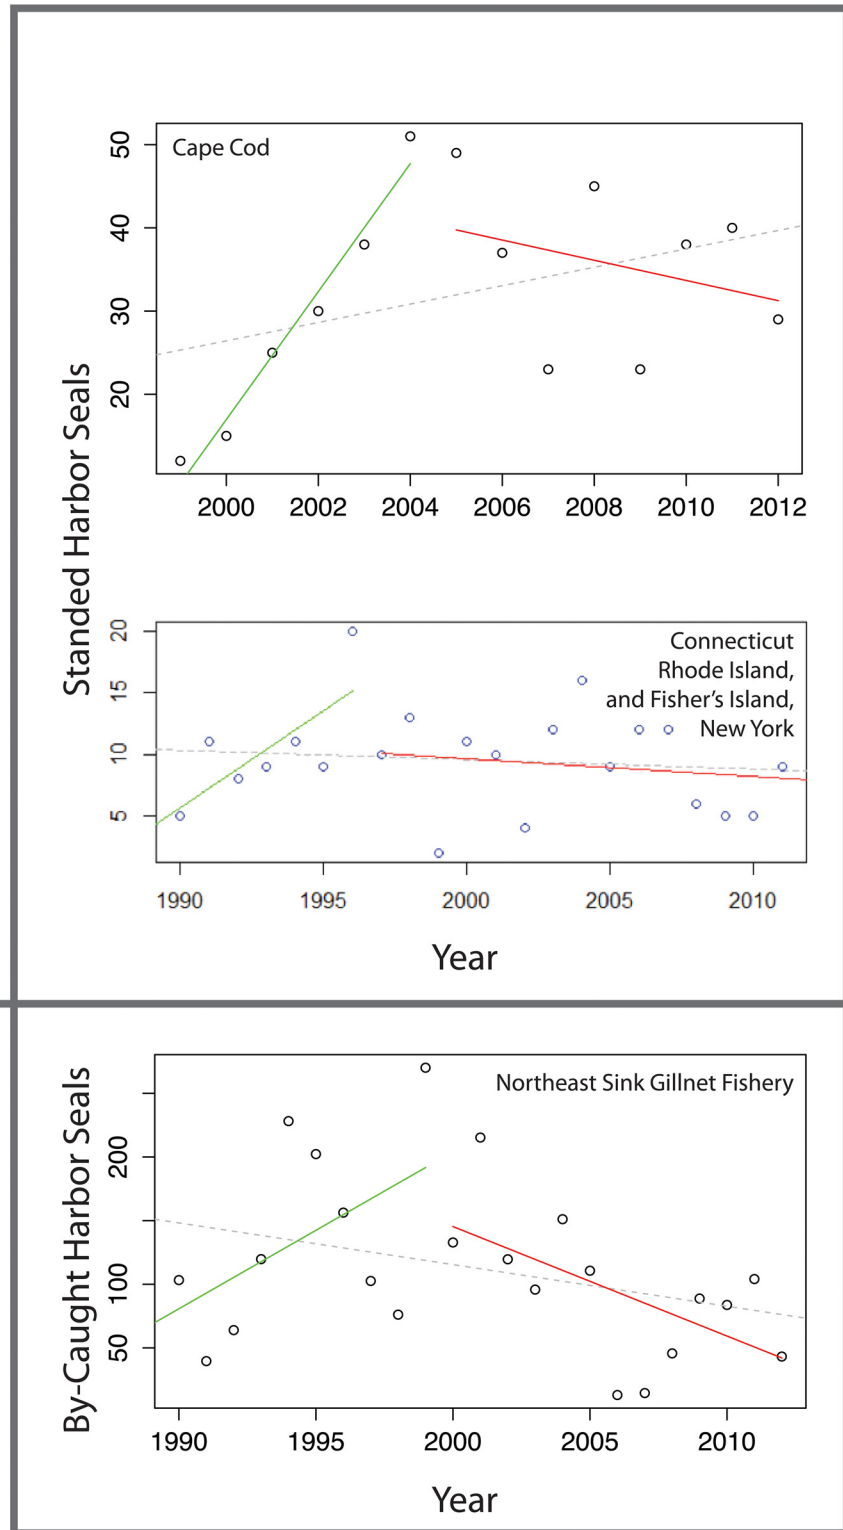 Cape Cod
50
40
30
20
2000 2002 2004 2006 2008 2010 2012
Standed Harbor Seals
Connecticut
Rhode Island,
and Fisher's Island,
New York
20
15
10
5
1990 1995 2000 2005 2010
Year
Northeast Sink Gillnet Fishery
By-Caught Harbor Seals
200
100
50
1990 1995 2000 2005 2010
Year